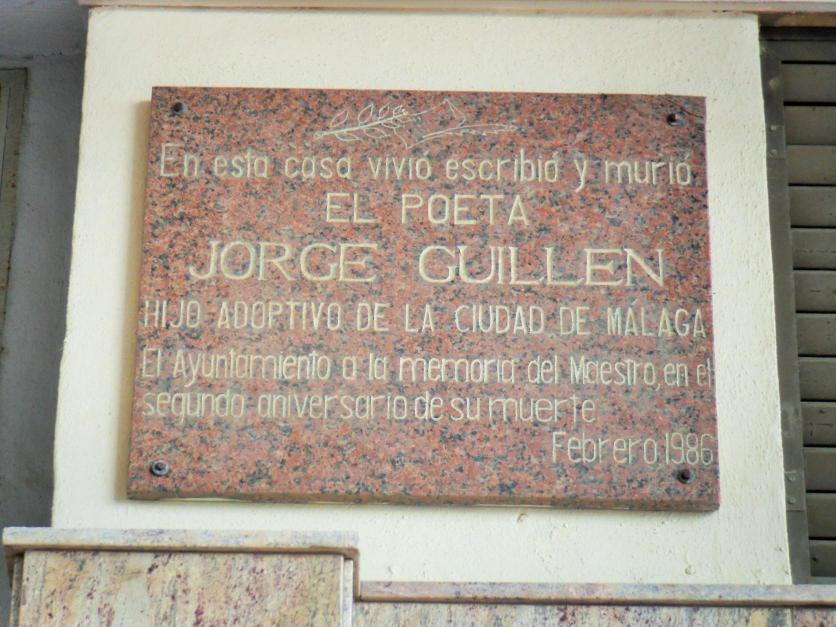 En esta casa vivió escribió y murió
EL POETA
JORGE GUILLEN
HIJO ADOPTIVO DE LA CIUDAD DE MÁLAGA
El Ayuntamiento a la memoria del Maestro, en el
segundo aniversario de su muerte
Febrero, 1986